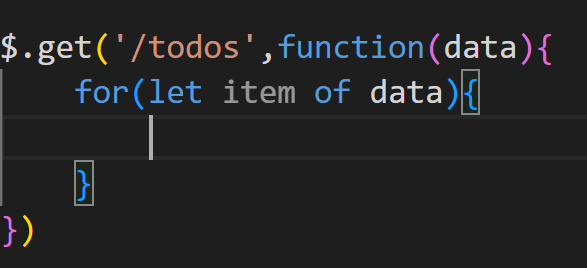 $.get('/todos',function(data){
    for(let item of data){
    }
})